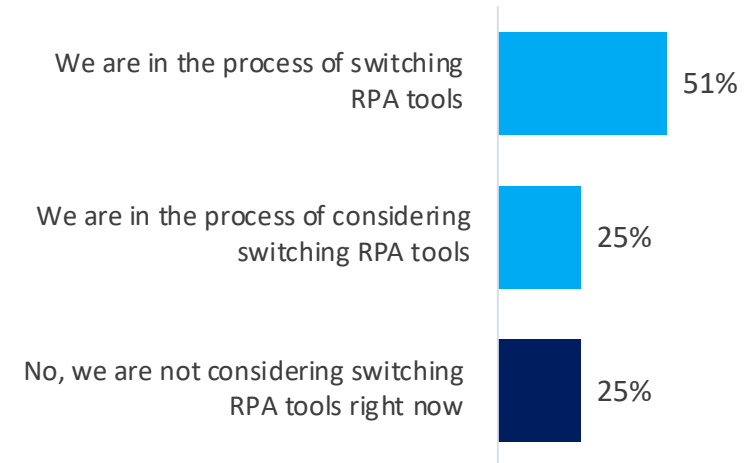 We are in the process of switching
RPA tools
51%
We are in the process of considering
switching RPA tools
25%
No, we are not considering switching
RPA tools right now
25%